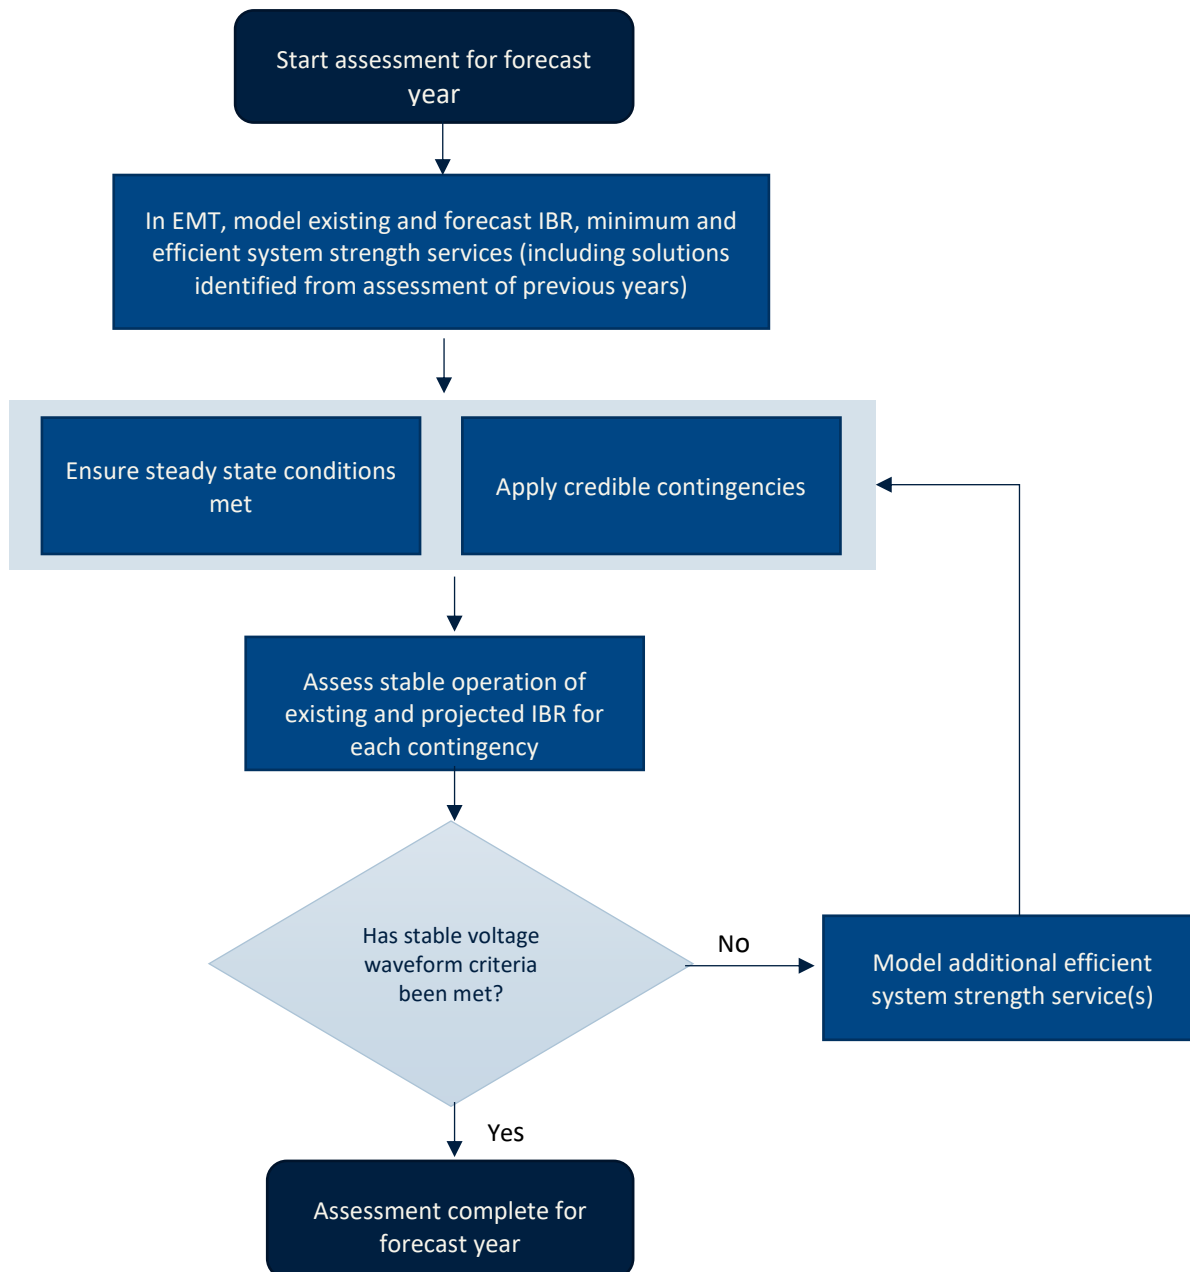 Start assessment for forecast
year
In EMT, model existing and forecast IBR, minimum and
efficient system strength services (including solutions
identified from assessment of previous years)
Ensure steady state conditions
met
Apply credible contingencies
Assess stable operation of
existing and projected IBR for
each contingency
Has stable voltage
waveform criteria
been met?
No
Model additional efficient
system strength service(s)
Yes
Assessment complete for
forecast year